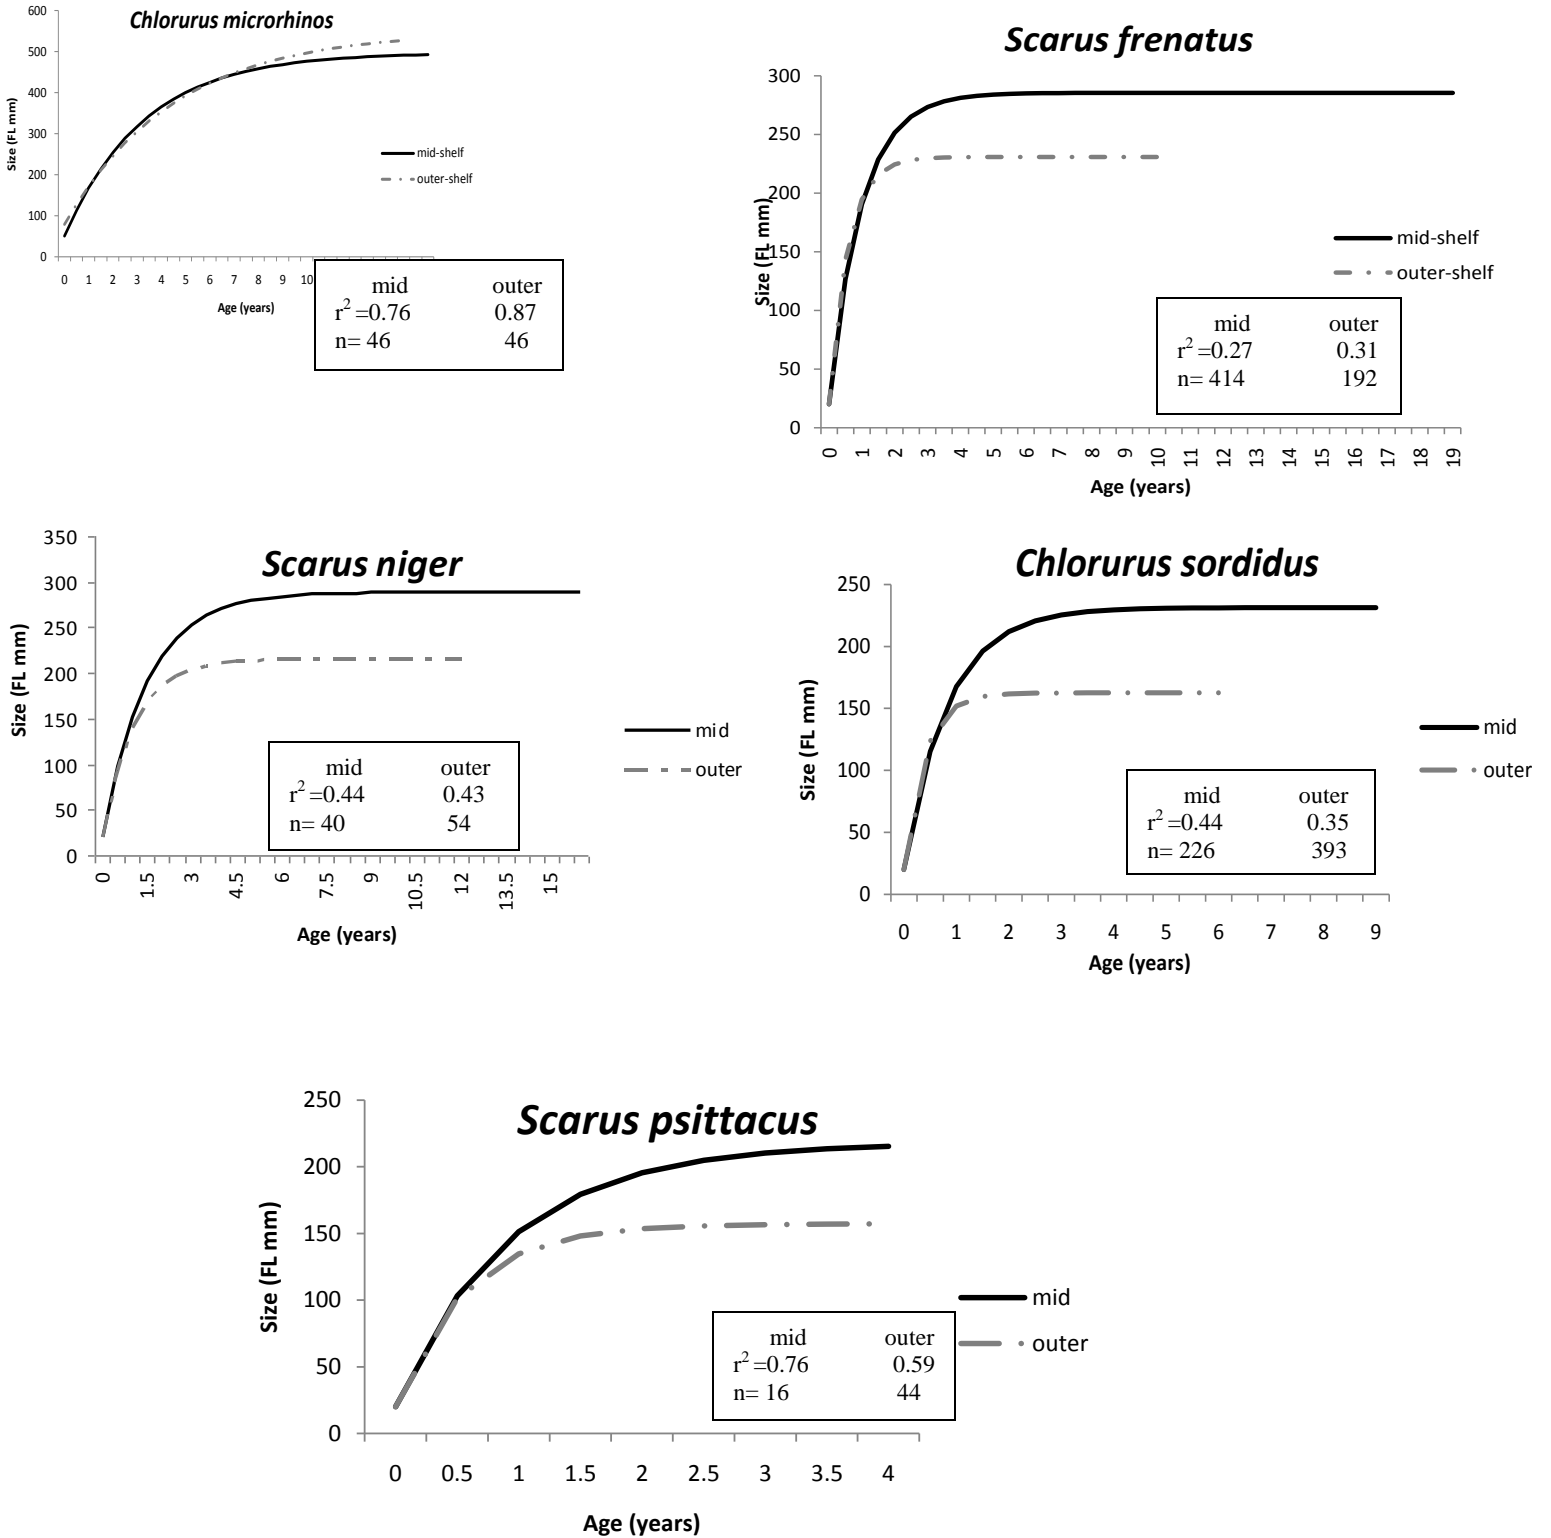 Chlorurus microrhinos
600
500
400
300
200
100
0
Size (FL mm)
mid-shelf
outer-shelf
0 1 2 3 4 5 6 7 8 9 10
Age (years)
mid outer
r²=0.76 0.87
n= 46 46
Scarus frenatus
300
250
200
150
100
50
0
Size (FL mm)
mid-shelf
outer-shelf
mid outer
r²=0.27 0.31
n= 414 192
0 1 2 3 4 5 6 7 8 9 10 11 12 13 14 15 16 17 18 19
Age (years)
Scarus niger
350
300
250
200
150
100
50
0
Size (FL mm)
mid
outer
mid outer
r²=0.44 0.43
n= 40 54
0 1.5 3 4.5 6 7.5 9 10.5 12 13.5 15
Age (years)
Chlorurus sordidus
250
200
150
100
50
0
Size (FL mm)
mid
outer
mid outer
r²=0.44 0.35
n= 226 393
0 1 2 3 4 5 6 7 8 9
Age (years)
Scarus psittacus
250
200
150
100
50
0
Size (FL mm)
mid
outer
mid outer
r²=0.76 0.59
n= 16 44
0 0.5 1 1.5 2 2.5 3 3.5 4
Age (years)